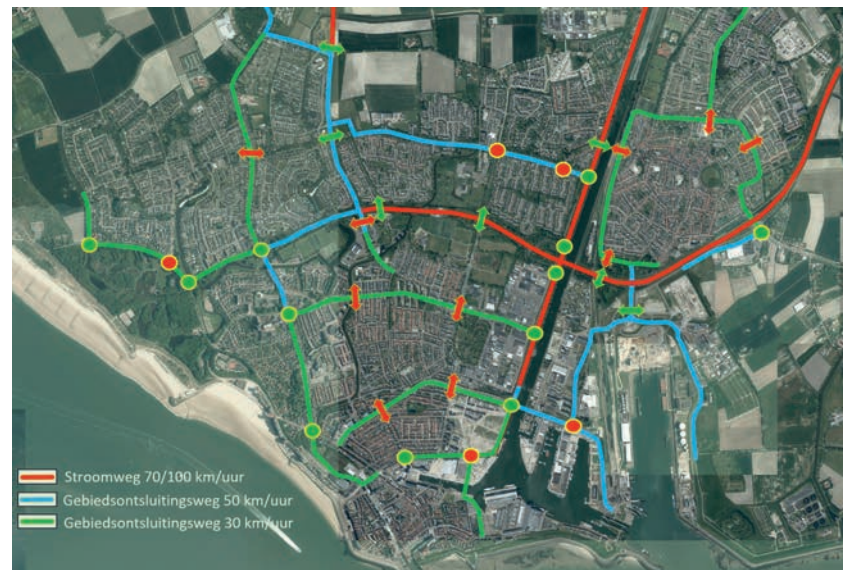 Stroomweg 70/100 km/uur
Gebiedsontsluitingsweg 50 km/uur
Gebiedsontsluitingsweg 30 km/uur